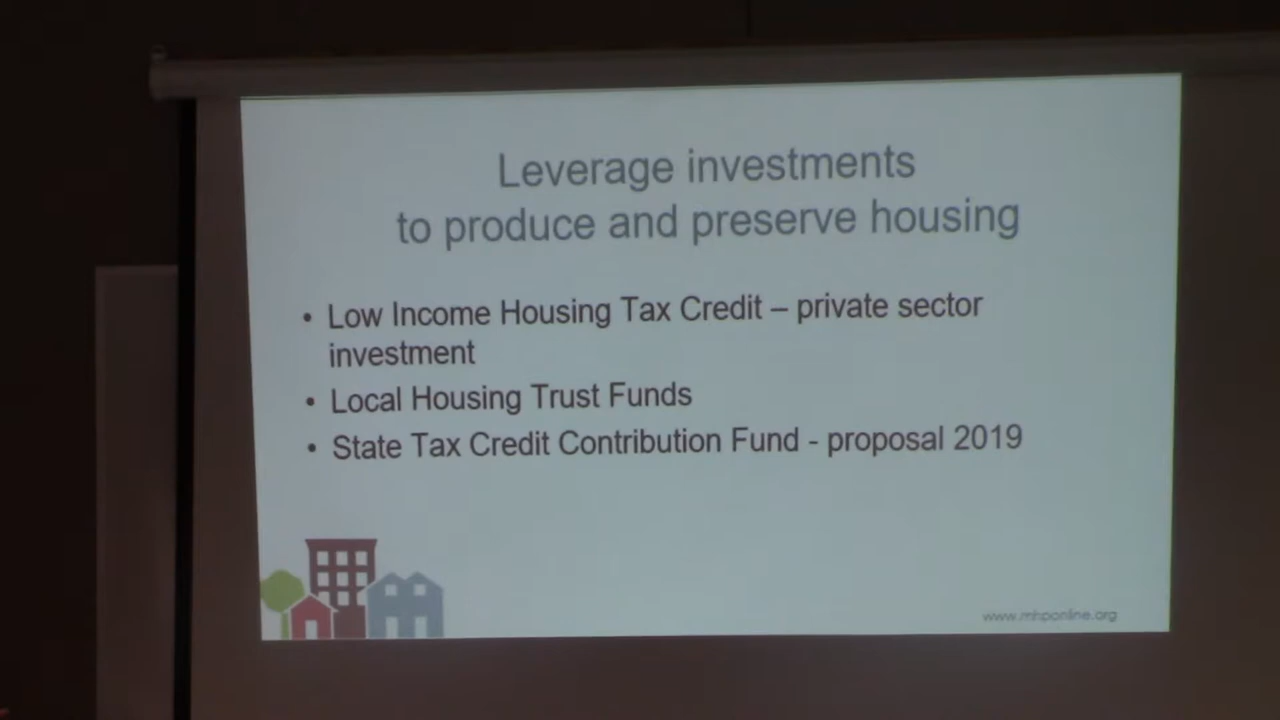 Leverage investments
to produce and preserve housing
• Low Income Housing Tax Credit – private sector
investment
• Local Housing Trust Funds
• State Tax Credit Contribution Fund - proposal 2019
www.mhponline.org